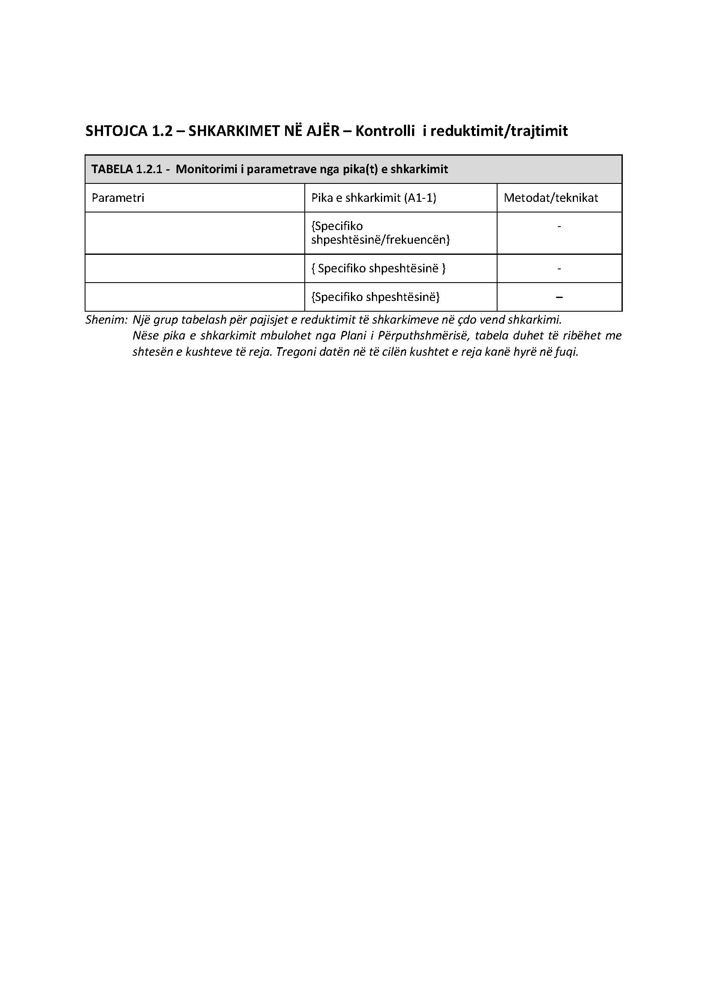 SHTOJCA 1.2 – SHKARKIMET NË AJËR – Kontrolli  i reduktimit/trajtimit
TABELA 1.2.1 -  Monitorimi i parametrave nga pika(t) e shkarkimit
Parametri Pika e shkarkimit (A1-1) Metodat/teknikat
{Specifiko -
shpeshtësinë/frekuencën}
{ Specifiko shpeshtësinë } -
{Specifiko shpeshtësinë} –
Shenim: Një grup tabelash për pajisjet e reduktimit të shkarkimeve në çdo vend shkarkimi.
Nëse pika e shkarkimit mbulohet nga Plani i Përputhshmërisë, tabela duhet të ribëhet me
shtesën e kushteve të reja. Tregoni datën në të cilën kushtet e reja kanë hyrë në fuqi.